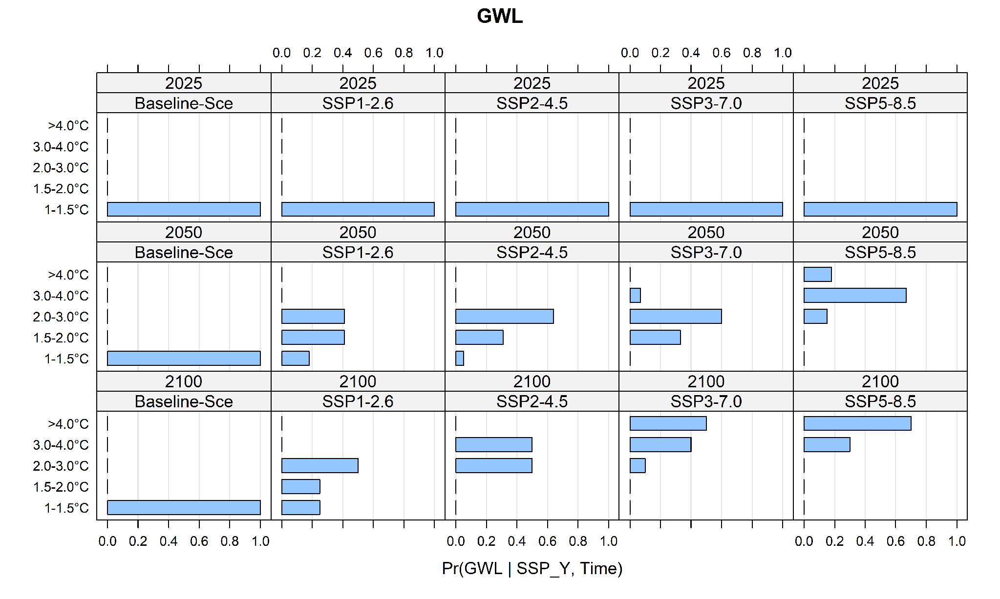 GWL
0.0 0.2 0.4 0.6 0.8 1.0 0.0 0.2 0.4 0.6 0.8 1.0
2025 2025 2025 2025 2025
Baseline-Sce SSP1-2.6 SSP2-4.5 SSP3-7.0 SSP5-8.5
>4.0°C
3.0-4.0°C
2.0-3.0°C
1.5-2.0°C
1-1.5°C
2050 2050 2050 2050 2050
Baseline-Sce SSP1-2.6 SSP2-4.5 SSP3-7.0 SSP5-8.5
>4.0°C
3.0-4.0°C
2.0-3.0°C
1.5-2.0°C
1-1.5°C
2100 2100 2100 2100 2100
Baseline-Sce SSP1-2.6 SSP2-4.5 SSP3-7.0 SSP5-8.5
>4.0°C
3.0-4.0°C
2.0-3.0°C
1.5-2.0°C
1-1.5°C
0.0 0.2 0.4 0.6 0.8 1.0 0.0 0.2 0.4 0.6 0.8 1.0 0.0 0.2 0.4 0.6 0.8 1.0
Pr(GWL | SSP_Y, Time)